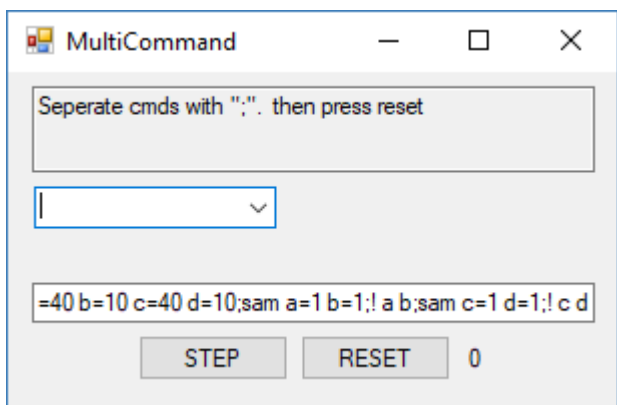 MultiCommand
Seperate cmds with ";". then press reset
=40 b=10 c=40 d=10;sam a=1 b=1;! a b;sam c=1 d=1;! c d
STEP RESET 0